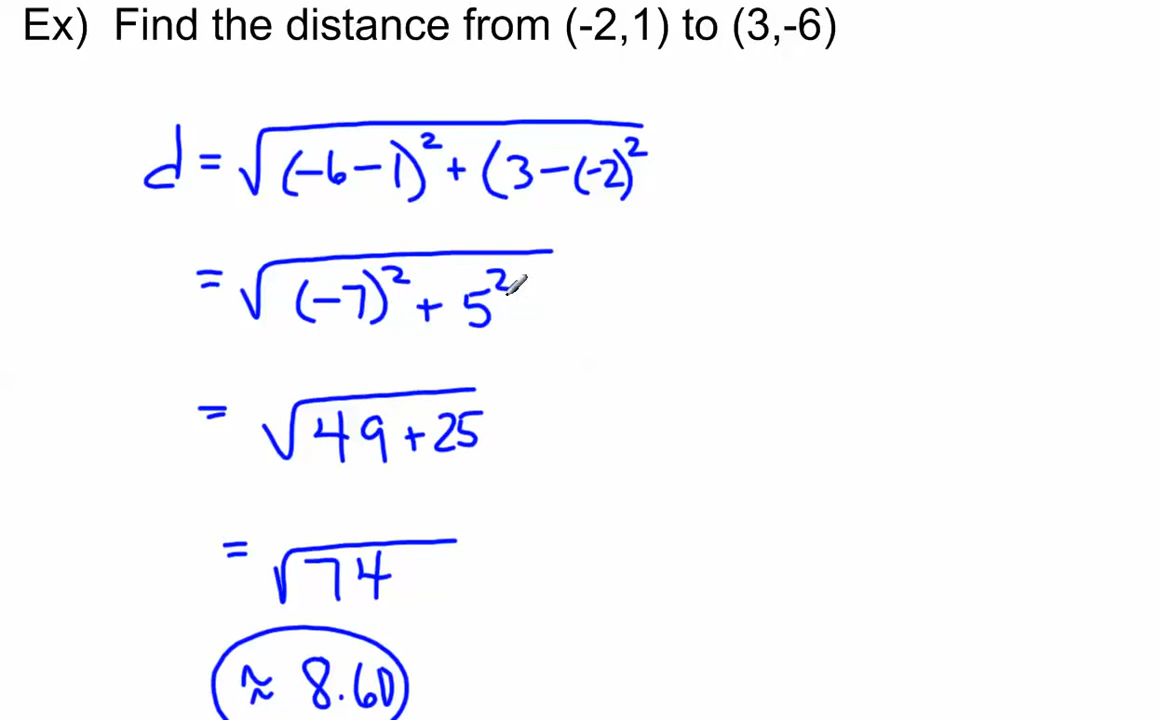 Ex) Find the distance from (-2,1) to (3,-6)
d = √(-6-1)² + (3-(-2)²
= √(-7)² + 5²
= √49+25
= √74
≈ 8.60